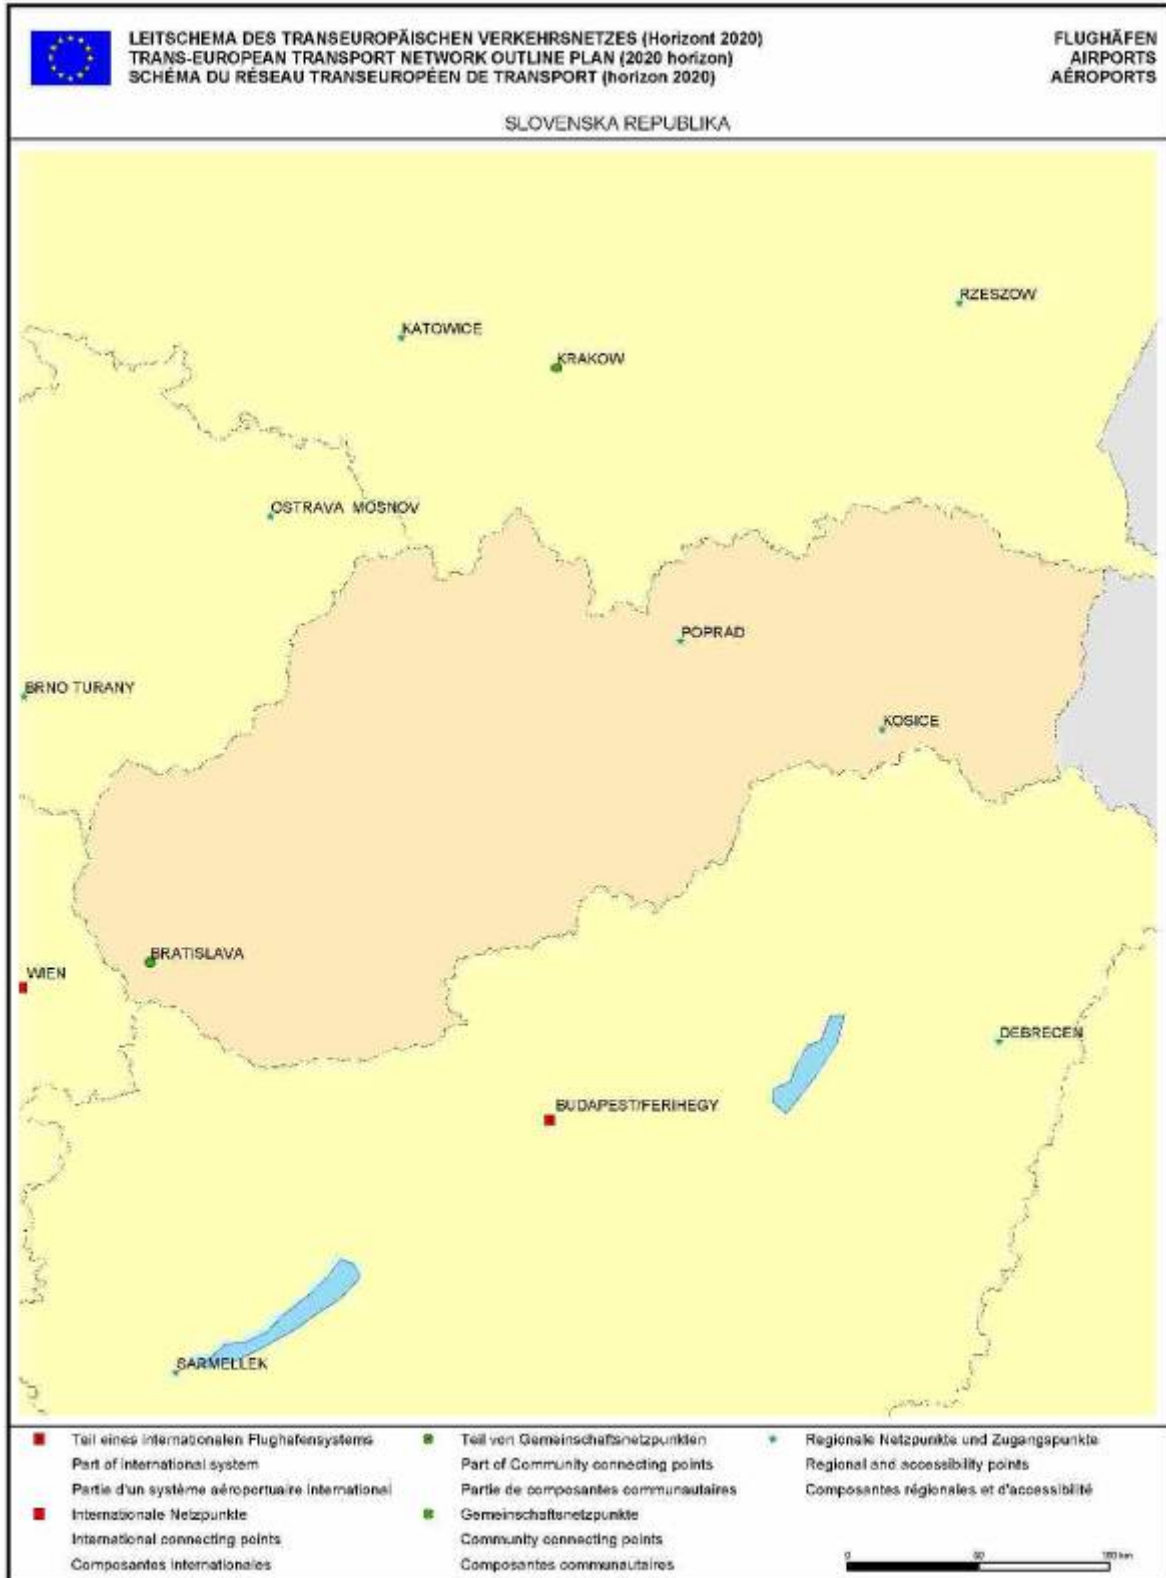 LEITSCHEMA DES TRANSEUROPÄISCHEN VERKEHRSNETZES (Horizont 2020)
TRANS-EUROPEAN TRANSPORT NETWORK OUTLINE PLAN (2020 horizon)
SCHÉMA DU RÉSEAU TRANSEUROPÉEN DE TRANSPORT (horizon 2020)
FLUGHÄFEN
AIRPORTS
AÉROPORTS
SLOVENSKA REPUBLIKA
RZESZOW
KATOWICE
KRAKOW
OSTRAVA MOSNOV
POPRAD
BRNO TURANY
KOSICE
BRATISLAVA
WIEN
DEBRECEN
BUDAPEST/FERIHEGY
SARMELLEK
Teil eines internationalen Flughafensystems
Part of international system
Partie d'un système aéroportuaire international
Internationale Netzpunkte
International connecting points
Composantes internationales
Teil von Gemeinschaftsnetzpunkten
Part of Community connecting points
Partie de composantes communautaires
Gemeinschaftsnetzpunkte
Community connecting points
Composantes communautaires
Regionale Netzpunkte und Zugangspunkte
Regional and accessibility points
Composantes régionales et d'accessibilité
0 50 100 km